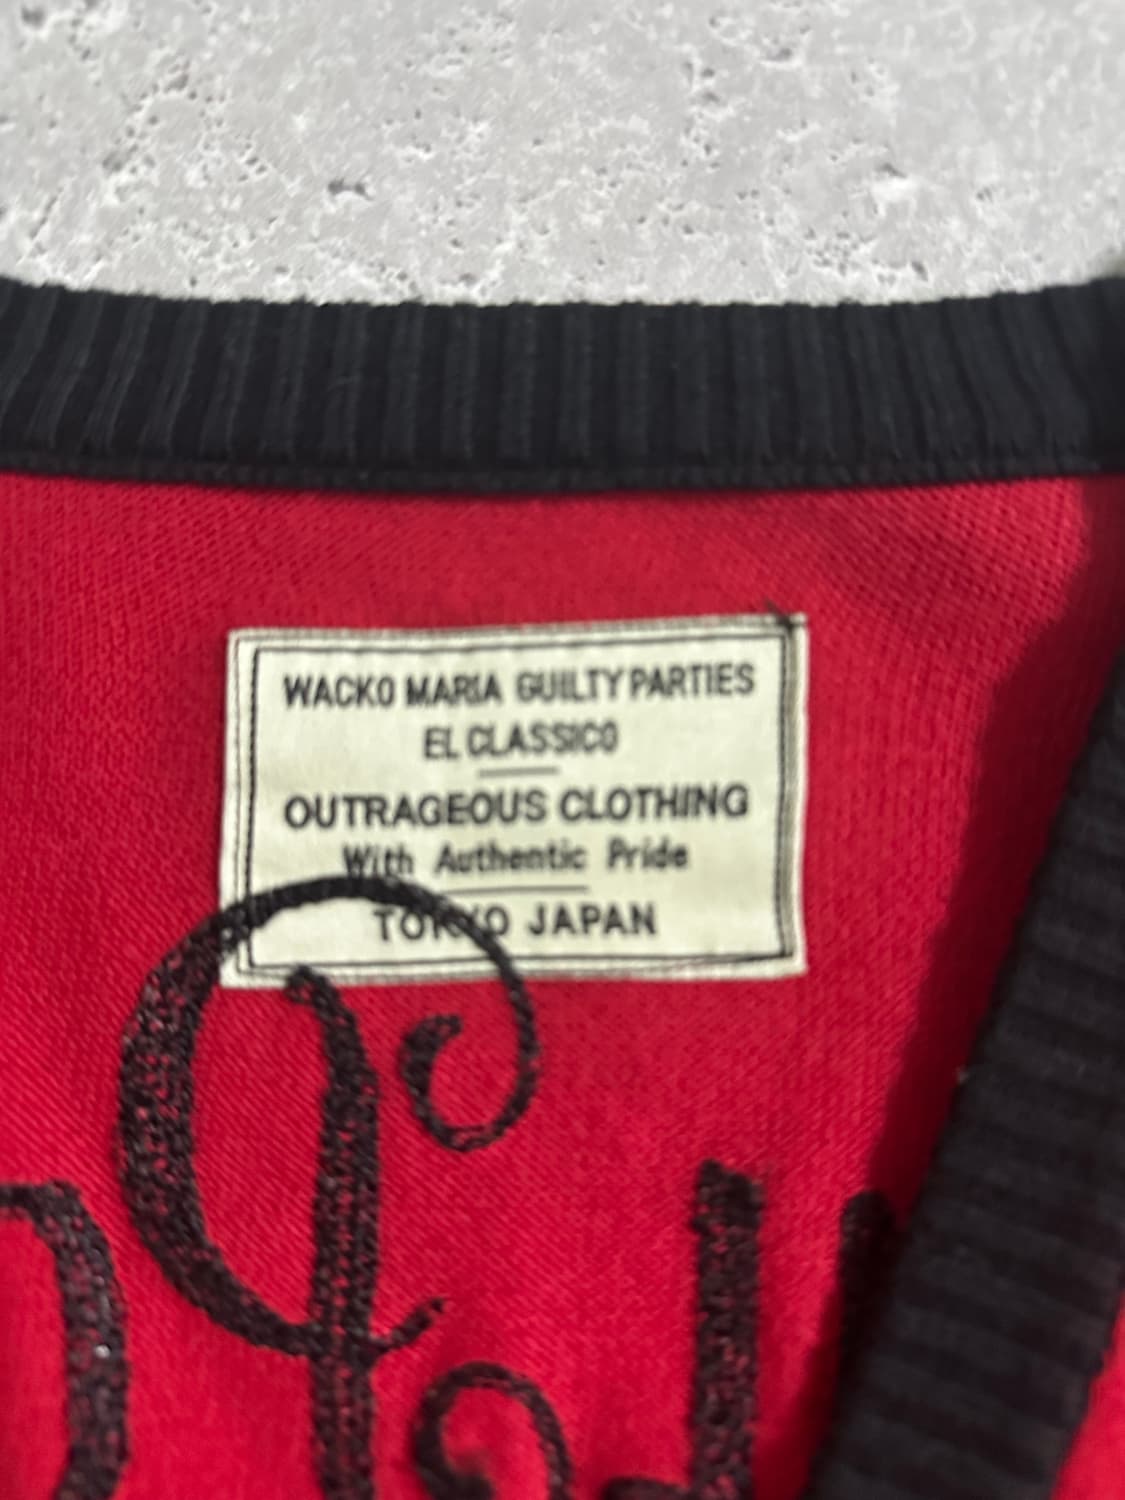 WACKO MARIA GUILTY PARTIES
EL CLASSICO
OUTRAGEOUS CLOTHING
With Authentic Pride
TOKYO JAPAN